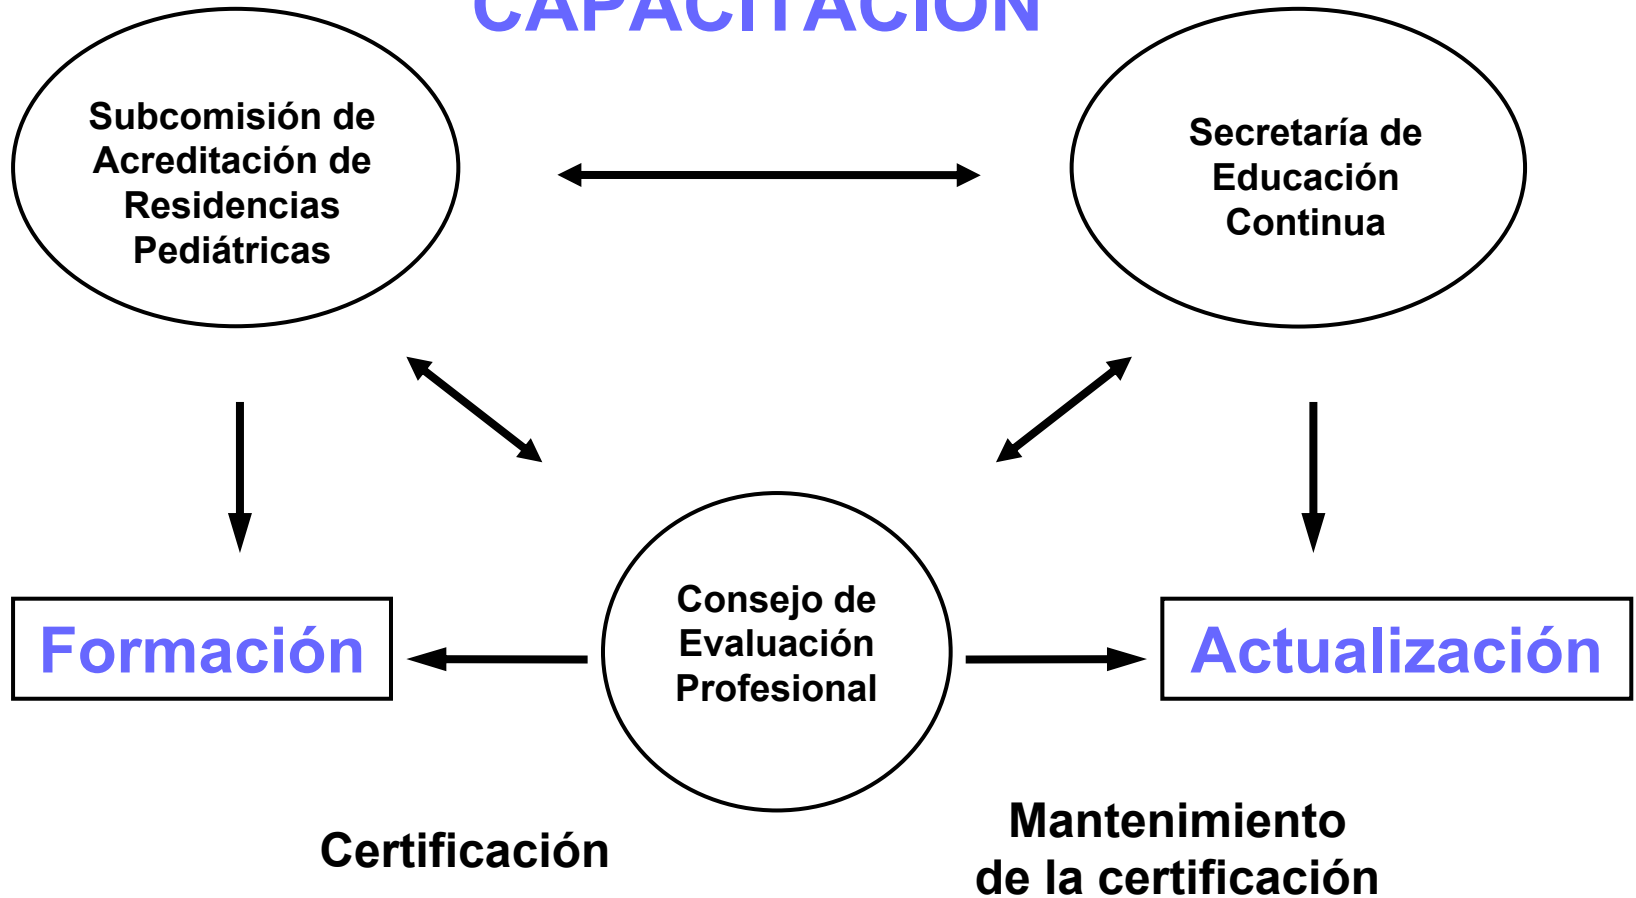 CAPACITACIÓN
Subcomisión de
Acreditación de
Residencias
Pediátricas
Secretaría de
Educación
Continua
Consejo de
Evaluación
Profesional
Formación
Actualización
Certificación
Mantenimiento
de la certificación